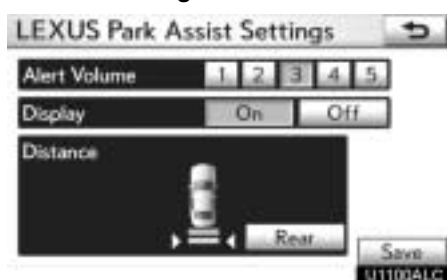 LEXUS Park Assist Settings
Alert Volume 1 2 3 4 5
Display On Off
Distance
Rear
Save
U1100ALC